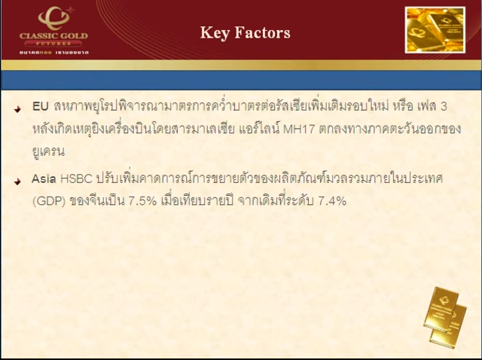 CLASSIC GOLD
FUTURES
Key Factors
EU สหภาพยุโรปพิจารณามาตรการคว่ำบาตรต่อรัสเซียเพิ่มเติมรอบใหม่ หรือ เฟส 3
หลังเกิดเหตุยิงเครื่องบินโดยสารมาเลเซีย แอร์ไลน์ MH17 ตกลงทางภาคตะวันออกของ
ยูเครน
Asia HSBC ปรับเพิ่มคาดการณ์การขยายตัวของผลิตภัณฑ์มวลรวมภายในประเทศ
(GDP) ของจีนเป็น 7.5% เมื่อเทียบรายปี จากเดิมที่ระดับ 7.4%